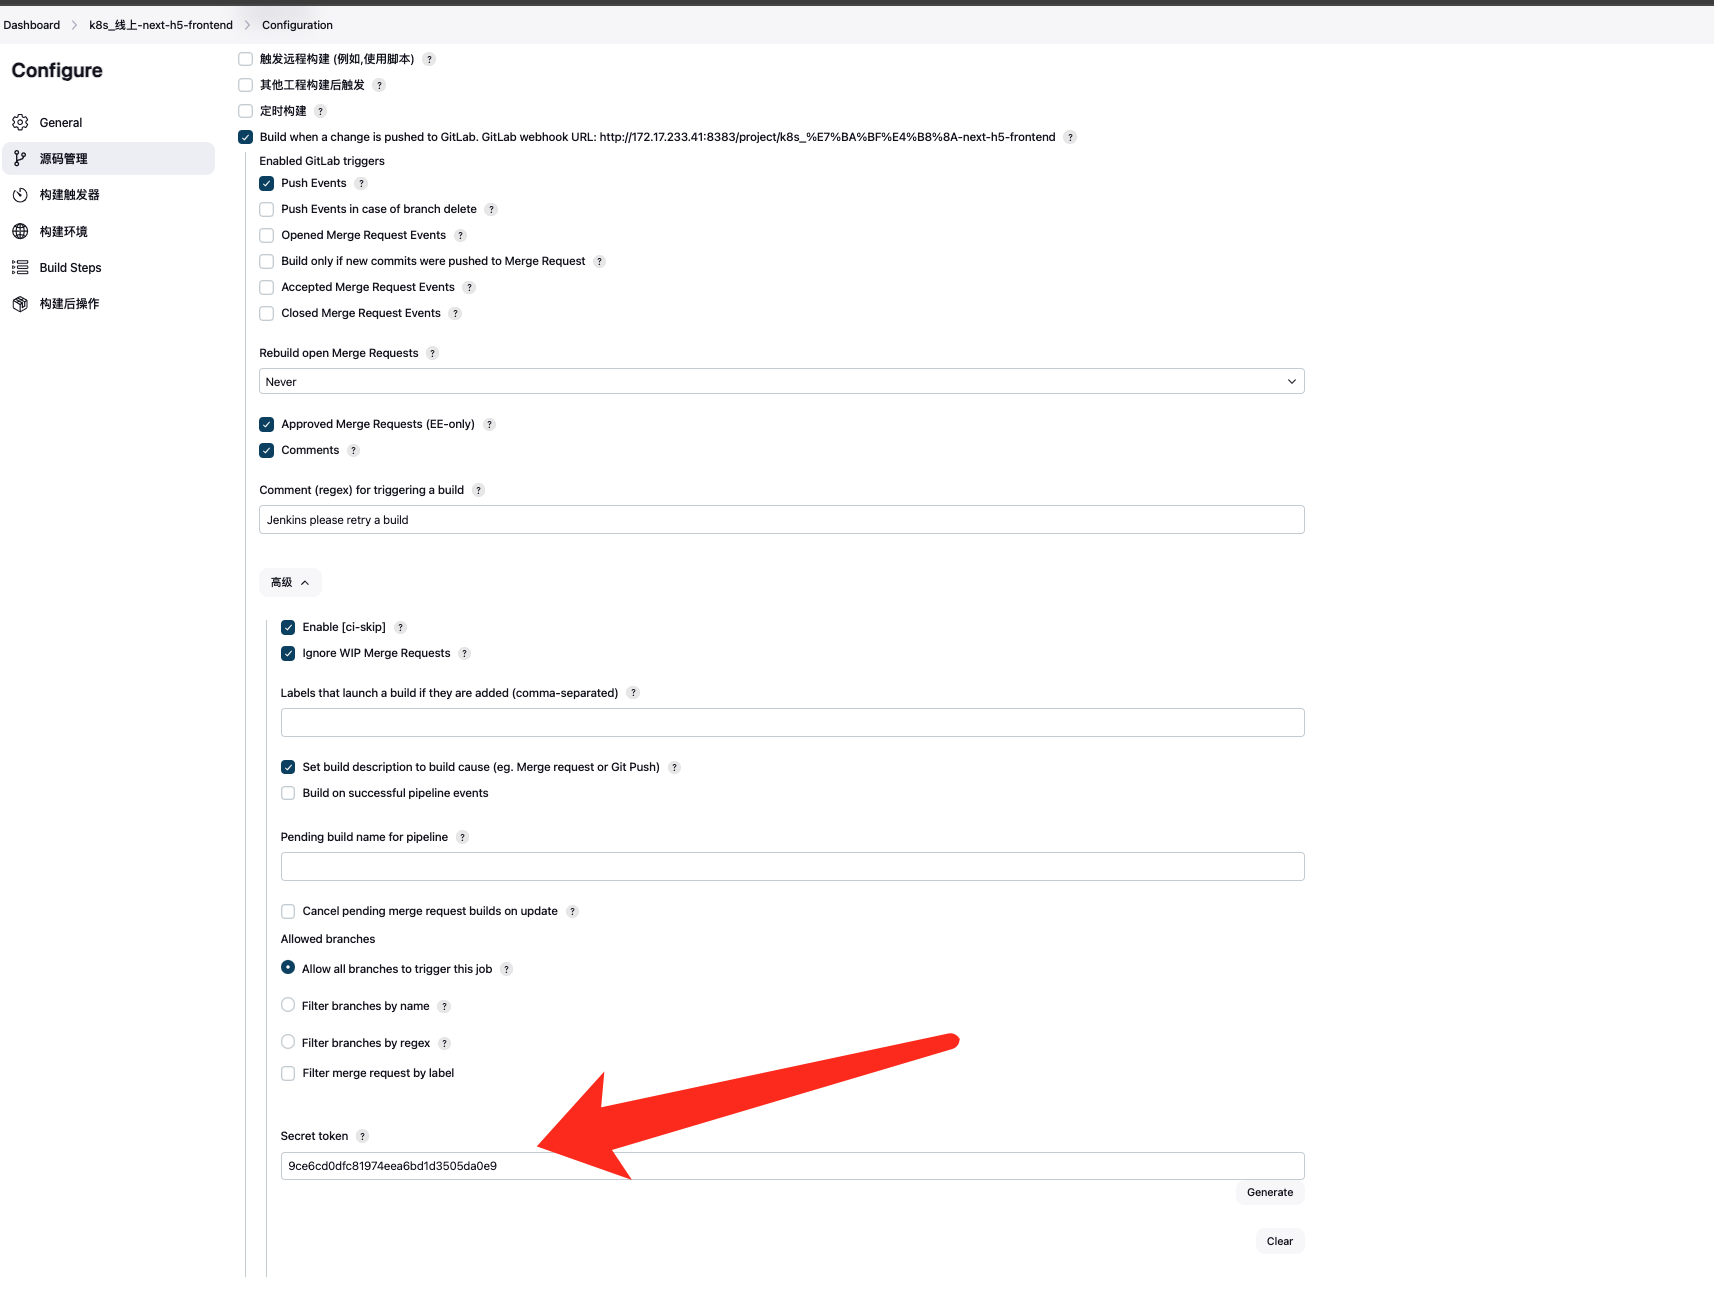 Dashboard > k8s_线上-next-h5-frontend > Configuration
Configure
General
源码管理
构建触发器
构建环境
Build Steps
构建后操作
触发远程构建 (例如,使用脚本) ?
其他工程构建后触发 ?
定时构建 ?
Build when a change is pushed to GitLab. GitLab webhook URL: http://172.17.233.41:8383/project/k8s_%E7%BA%BF%E4%B8%8A-next-h5-frontend ?
Enabled GitLab triggers
Push Events ?
Push Events in case of branch delete ?
Opened Merge Request Events ?
Build only if new commits were pushed to Merge Request ?
Accepted Merge Request Events ?
Closed Merge Request Events ?
Rebuild open Merge Requests ?
Never
Approved Merge Requests (EE-only) ?
Comments ?
Comment (regex) for triggering a build ?
Jenkins please retry a build
高级
Enable [ci-skip] ?
Ignore WIP Merge Requests ?
Labels that launch a build if they are added (comma-separated) ?
Set build description to build cause (eg. Merge request or Git Push) ?
Build on successful pipeline events
Pending build name for pipeline ?
Cancel pending merge request builds on update ?
Allowed branches
Allow all branches to trigger this job ?
Filter branches by name ?
Filter branches by regex ?
Filter merge request by label
Secret token ?
9ce6cd0dfc81974eea6bd1d3505da0e9
Generate
Clear